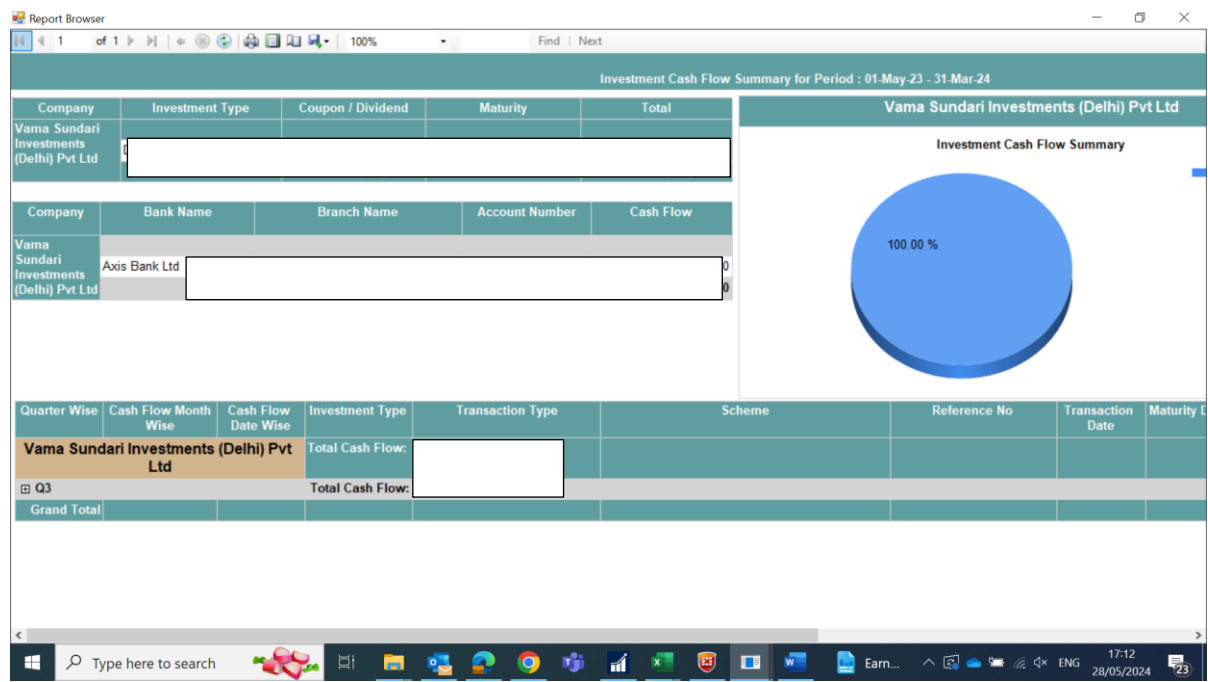 Report Browser
1 of 1 100% Find | Next
Investment Cash Flow Summary for Period : 01-May-23 - 31-Mar-24
Company Investment Type Coupon / Dividend Maturity Total
Vama Sundari
Investments
(Delhi) Pvt Ltd
Vama Sundari Investments (Delhi) Pvt Ltd
Investment Cash Flow Summary
100.00 %
Company Bank Name Branch Name Account Number Cash Flow
Vama
Sundari
Investments
(Delhi) Pvt Ltd
Axis Bank Ltd 0
0
Quarter Wise Cash Flow Month Wise Cash Flow Date Wise Investment Type Transaction Type Scheme Reference No Transaction Date Maturity
Vama Sundari Investments (Delhi) Pvt
Ltd
Total Cash Flow:
Q3 Total Cash Flow:
Grand Total
Type here to search
Earn...
ENG
17:12
28/05/2024
23